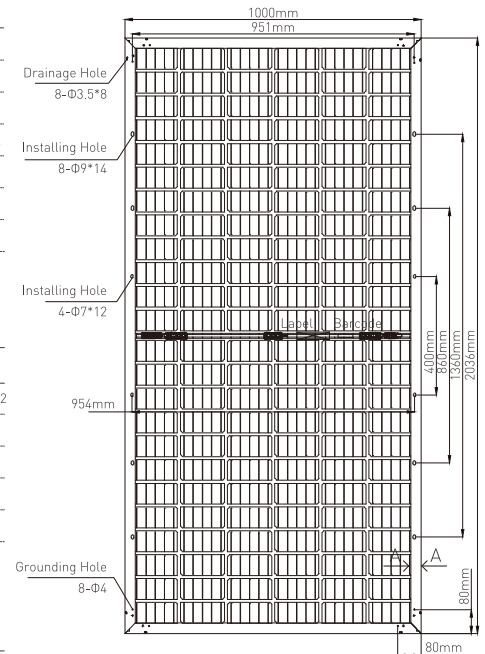 1000mm
951mm
Drainage Hole
8-Φ3.5*8
Installing Hole
8-Φ9*14
Installing Hole
4-Φ7*12
Label Barcode
400mm
860mm
1360mm
2036mm
2
954mm
A A
Grounding Hole
8-Φ4
80mm
80mm